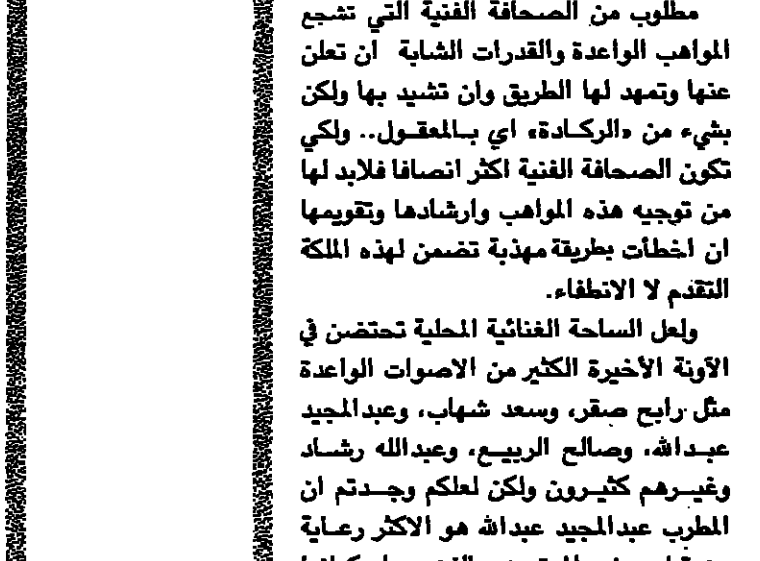 مطلوب من الصحافة الفنية التي تشجع
المواهب الواعدة والقدرات الشابة ان تعلن
عنها وتمهد لها الطريق وان تشيد بها ولكن
بشيء من «الركادة» اي بالمعقول.. ولكي
تكون الصحافة الفنية اكثر انصافا فلابد لها
من توجيه هذه المواهب وارشادها وتقويمها
ان اخطأت بطريقة مهذبة تضمن لهذه الملكة
التقدم لا الانطفاء.
ولعل الساحة الغنائية المحلية تحتضن في
الآونة الأخيرة الكثير من الاصوات الواعدة
مثل رابح صقر، وسعد شهاب، وعبدالمجيد
عبدالله، وصالح الربيع، وعبدالله رشاد
وغيرهم كثيرون ولكن لعلكم وجدتم ان
المطرب عبدالمجيد عبدالله هو الاكثر رعاية